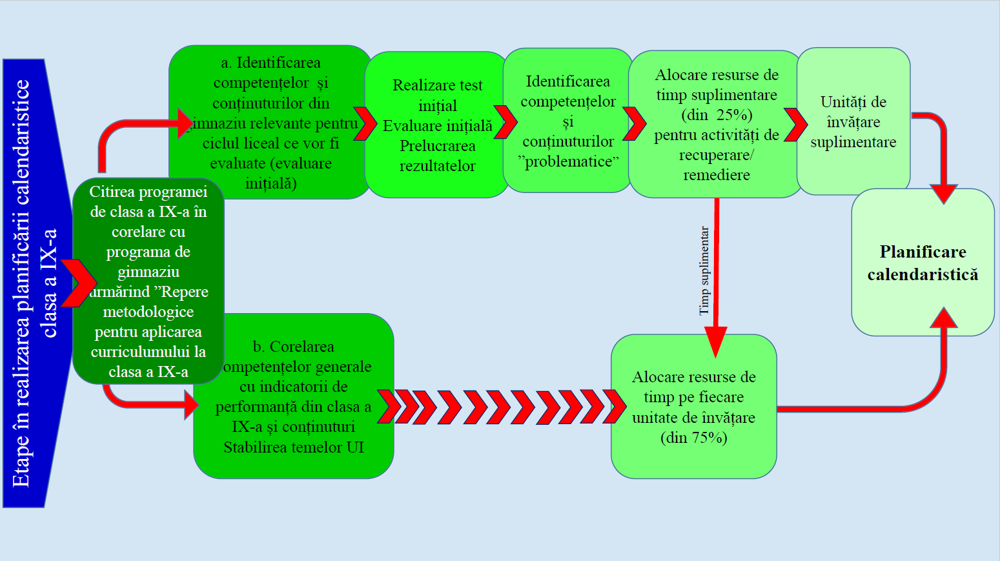 Etape în realizarea planificării calendaristice
clasa a IX-a
Citirea programei
de clasa a IX-a în
corelare cu
programa de
gimnaziu
urmărind ”Repere
metodologice
pentru aplicarea
curriculumului la
clasa a IX-a
a. Identificarea
competențelor și
conținuturilor din
gimnaziu relevante pentru
ciclul liceal ce vor fi
evaluate (evaluare
inițială)
Realizare test
inițial
Evaluare inițială
Prelucrarea
rezultatelor
Identificarea
competențelor
și
conținuturilor
”problematice”
Alocare resurse de
timp suplimentare
(din 25%)
pentru activități de
recuperare/
remediere
Unități de
învățare
suplimentare
Timp suplimentar
Planificare
calendaristică
b. Corelarea
competențelor generale
cu indicatorii de
performanță din clasa a
IX-a și conținuturi
Stabilirea temelor UI
Alocare resurse de
timp pe fiecare
unitate de învățare
(din 75%)